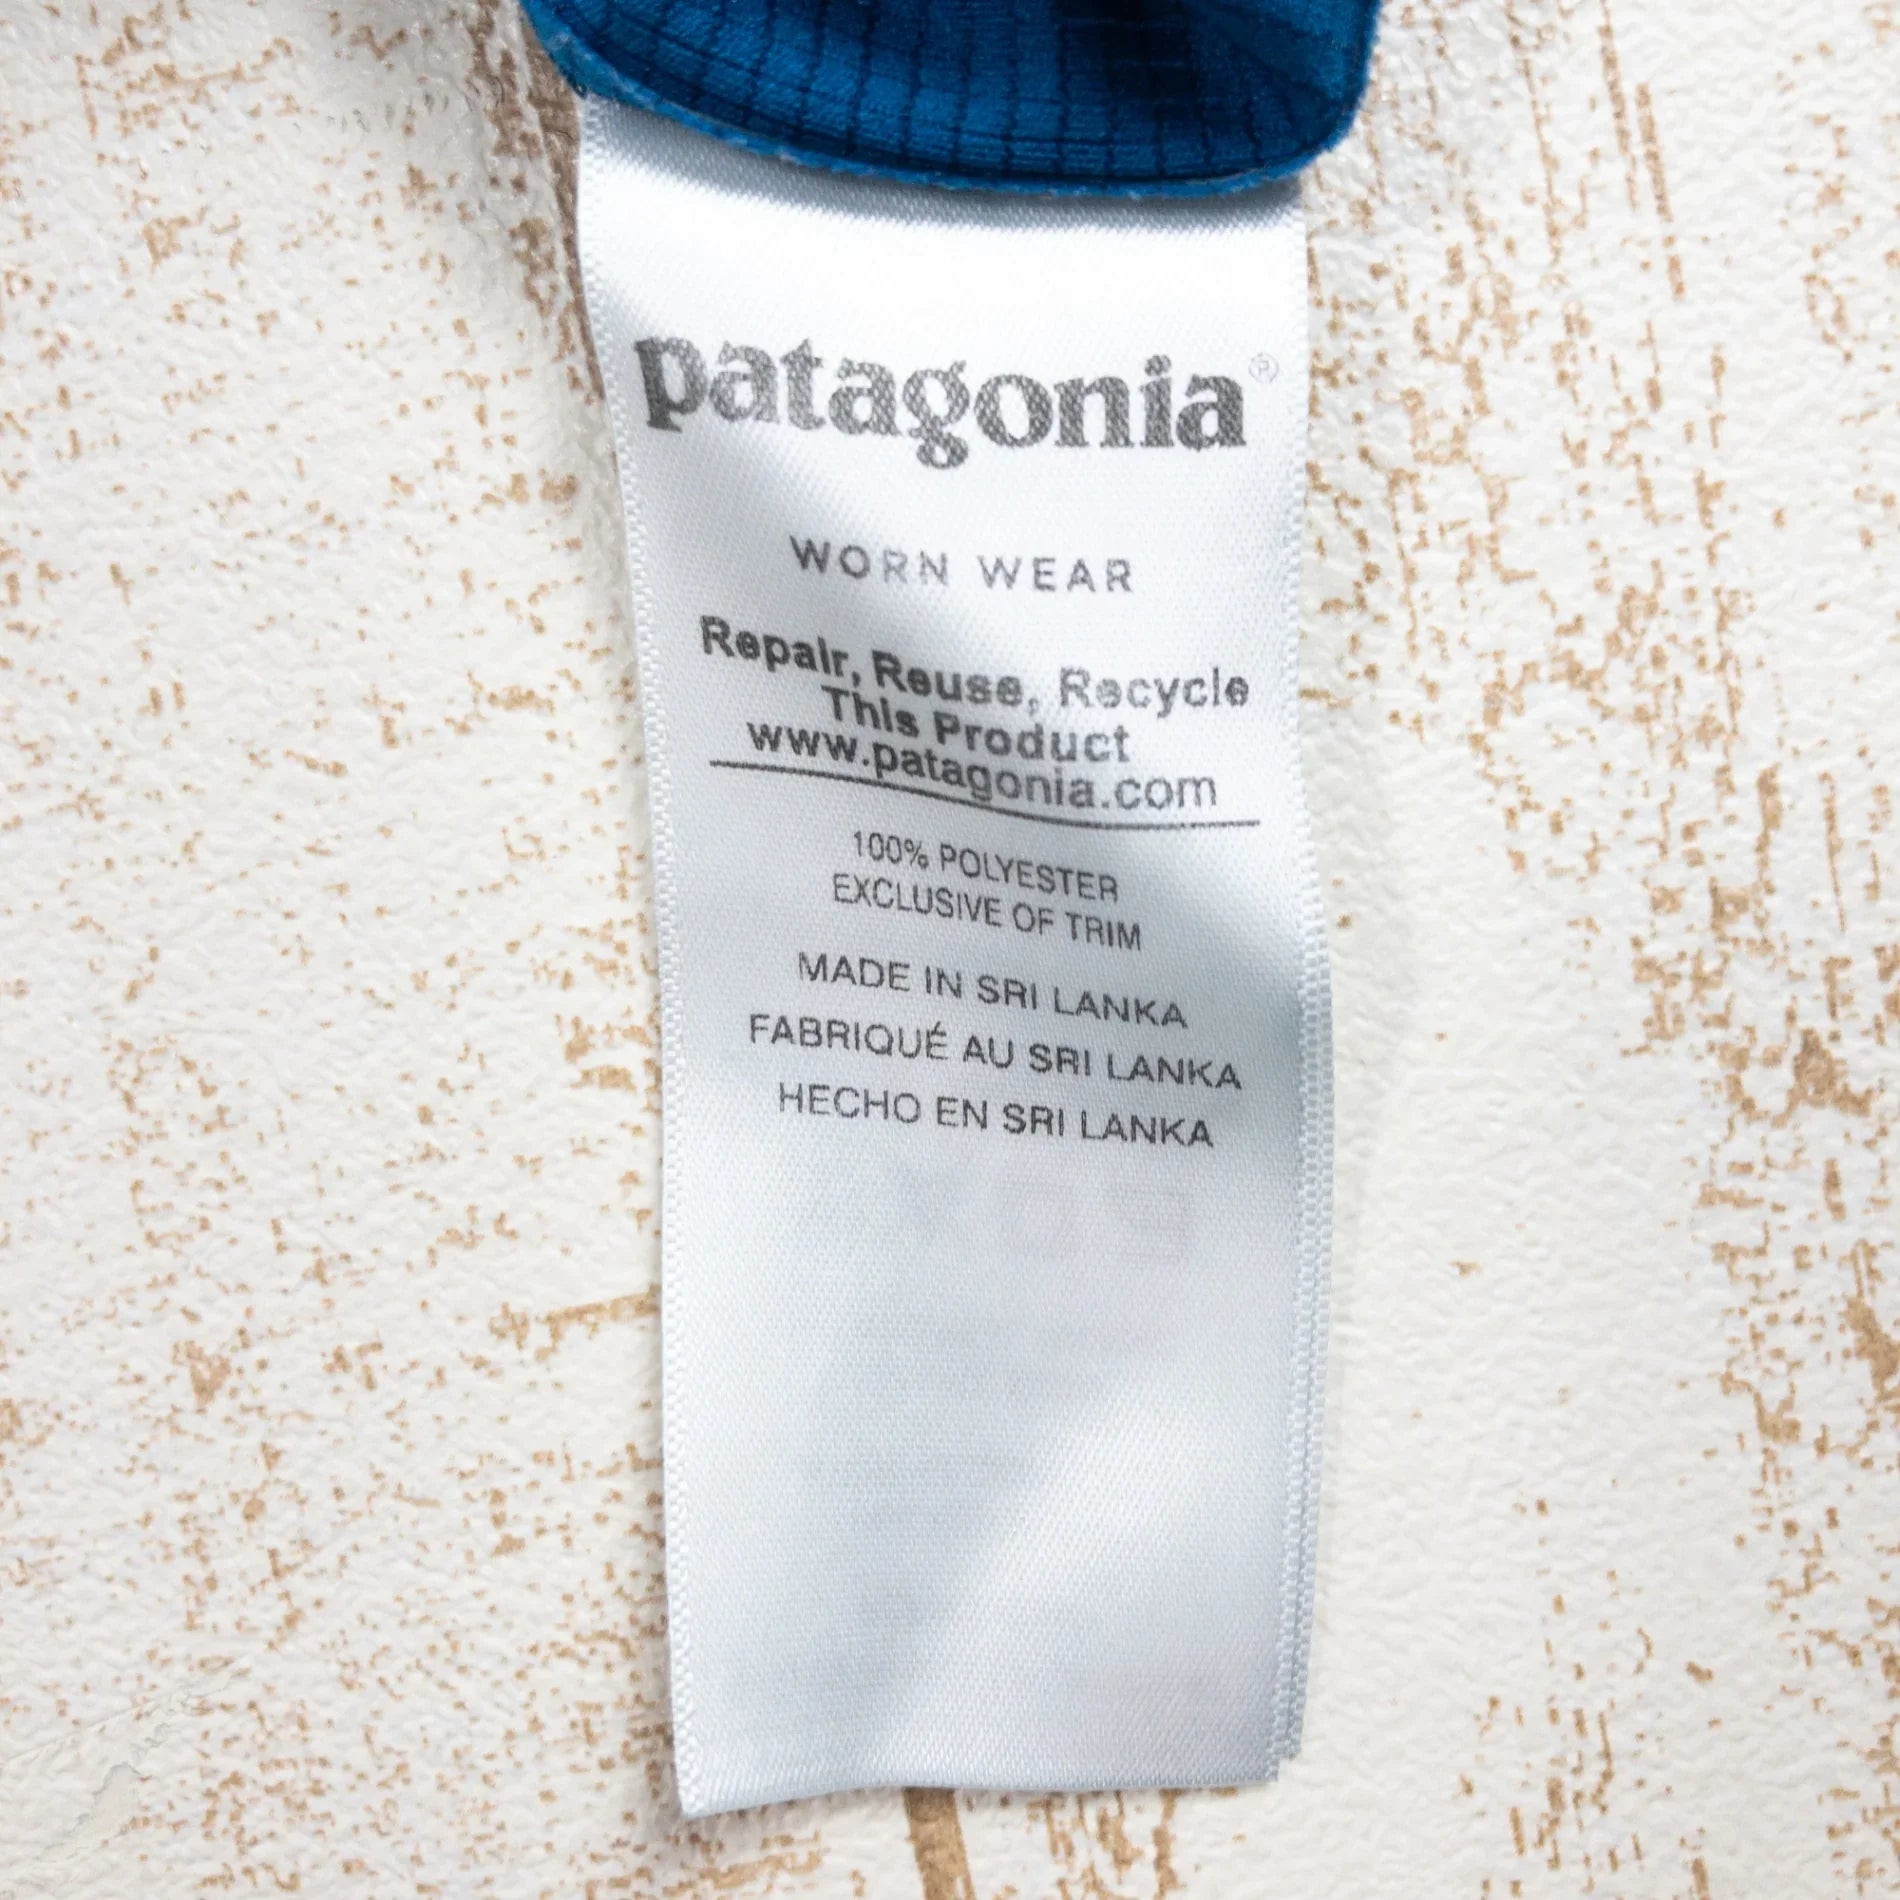 patagonia®
WORN WEAR
Repair, Reuse, Recycle
This Product
www.patagonia.com
100% POLYESTER
EXCLUSIVE OF TRIM
MADE IN SRI LANKA
FABRIQUÉ AU SRI LANKA
HECHO EN SRI LANKA